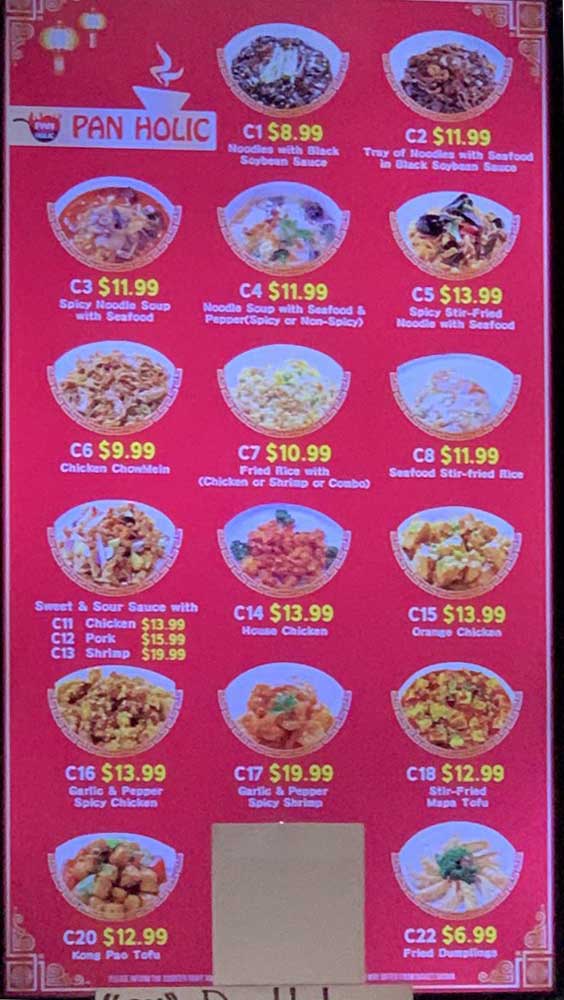 PAN HOLIC
C1 $8.99
Noodles with Black
Soybean Sauce
C2 $11.99
Tray of Noodles with Seafood
in Black Soybean Sauce
C3 $11.99
Spicy Noodle Soup
with Seafood
C4 $11.99
Noodle Soup with Seafood &
Pepper(Spicy or Non-Spicy)
C5 $13.99
Spicy Stir-Fried
Noodle with Seafood
C6 $9.99
Chicken ChowMein
C7 $10.99
Fried Rice with
(Chicken or Shrimp or Combo)
C8 $11.99
Seafood Stir-fried Rice
Sweet & Sour Sauce with
C11 Chicken $13.99
C12 Pork $15.99
C13 Shrimp $19.99
C14 $13.99
House Chicken
C15 $13.99
Orange Chicken
C16 $13.99
Garlic & Pepper
Spicy Chicken
C17 $19.99
Garlic & Pepper
Spicy Shrimp
C18 $12.99
Stir-Fried
Mapa Tofu
C20 $12.99
Kong Pao Tofu
C22 $6.99
Fried Dumplings
PLEASE INFORM THE